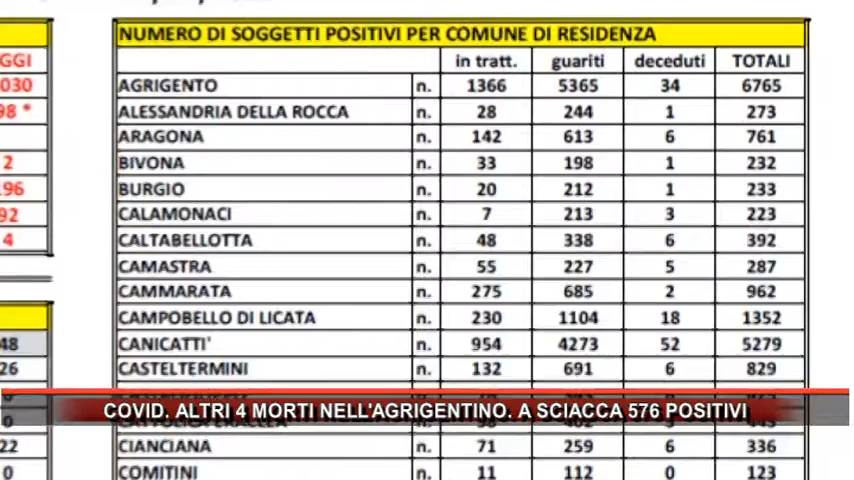 NUMERO DI SOGGETTI POSITIVI PER COMUNE DI RESIDENZA
in tratt. guariti deceduti TOTALI
AGRIGENTO n. 1366 5365 34 6765
ALESSANDRIA DELLA ROCCA n. 28 244 1 273
ARAGONA n. 142 613 6 761
BIVONA n. 33 198 1 232
BURGIO n. 20 212 1 233
CALAMONACI n. 7 213 3 223
CALTABELLOTTA n. 48 338 6 392
CAMASTRA n. 55 227 5 287
CAMMARATA n. 275 685 2 962
CAMPOBELLO DI LICATA n. 230 1104 18 1352
CANICATTI' n. 954 4273 52 5279
CASTELTERMINI n. 132 691 6 829
CIANCIANA n. 71 259 6 336
COMITINI n. 11 112 0 123
GGI
030
98 *
2
196
92
4
48
26
0
0
22
0
COVID. ALTRI 4 MORTI NELL'AGRIGENTINO. A SCIACCA 576 POSITIVI